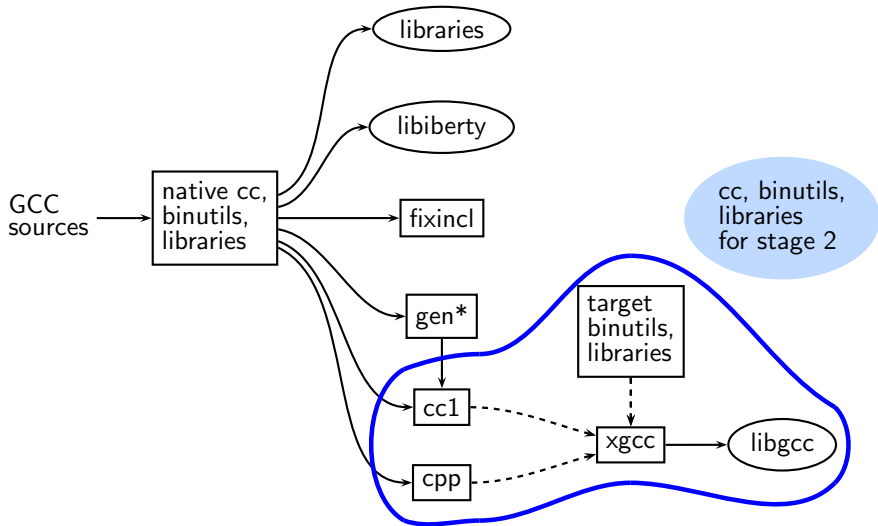 libraries
libiberty
GCC
sources
native cc,
binutils,
libraries
fixincl
cc, binutils,
libraries
for stage 2
gen*
target
binutils,
libraries
cc1
xgcc
libgcc
cpp